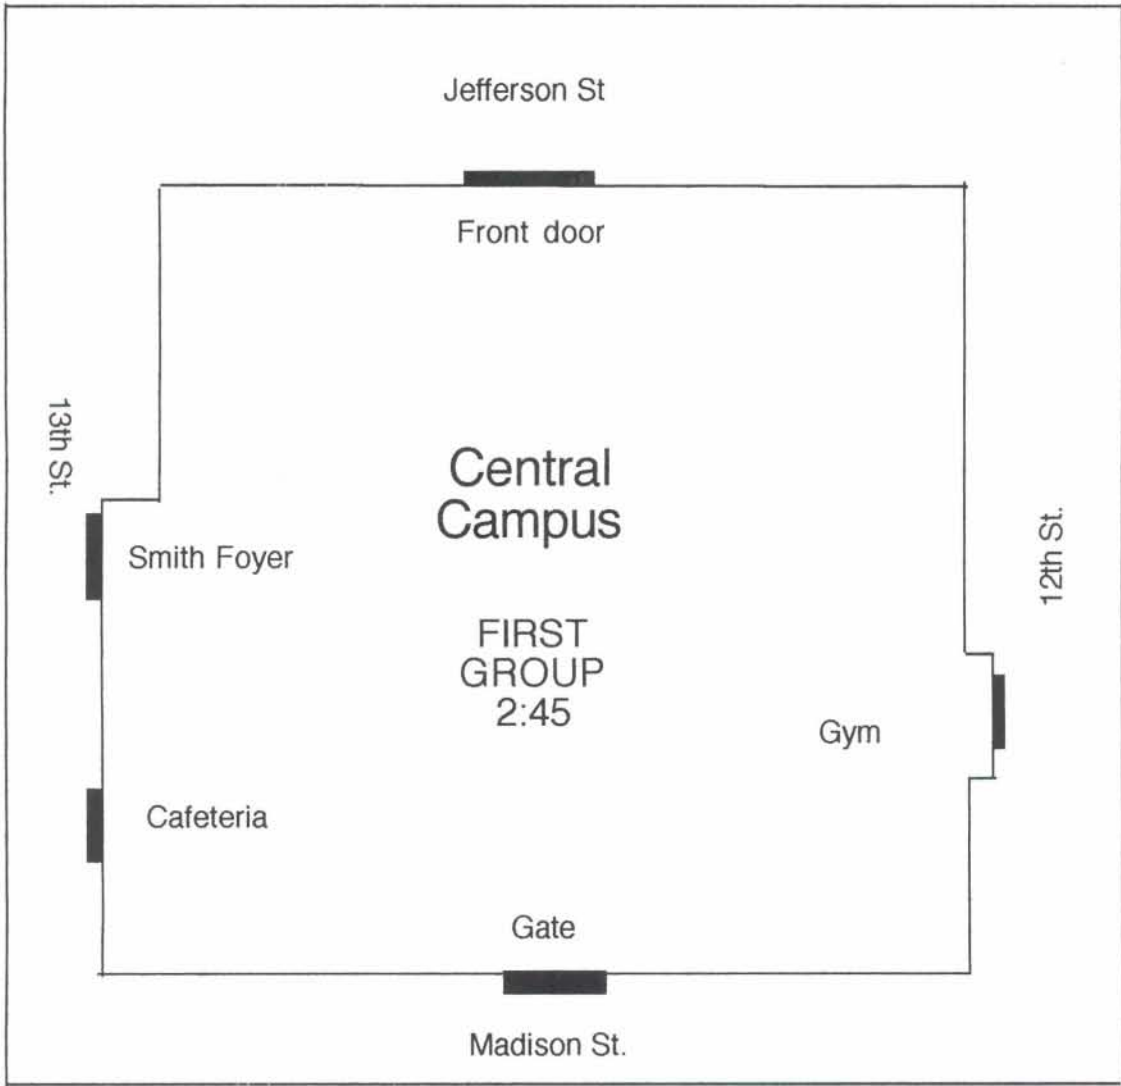 Jefferson St
Front door
13th St.
Central
Campus
Smith Foyer
12th St.
FIRST
GROUP
2:45
Gym
Cafeteria
Gate
Madison St.